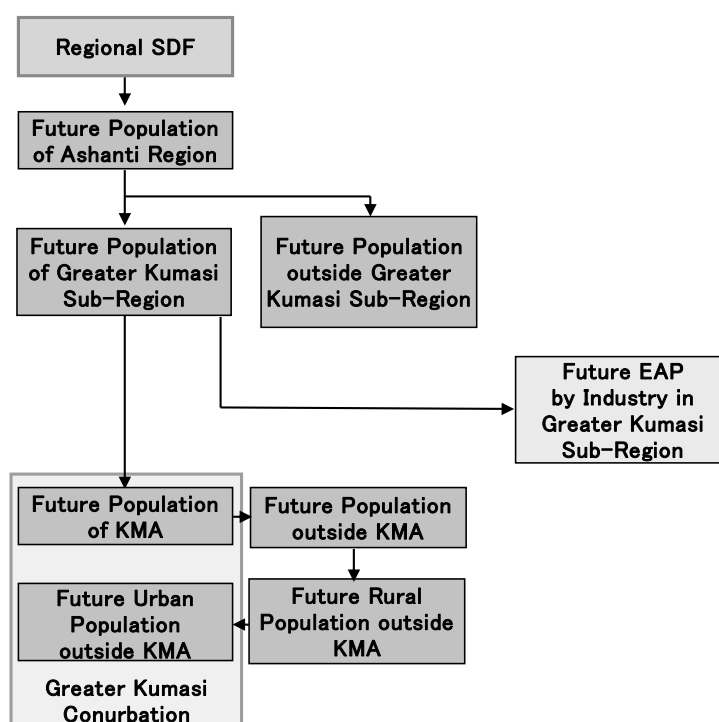 Regional SDF
Future Population
of Ashanti Region
Future Population
of Greater Kumasi
Sub-Region
Future Population
outside Greater
Kumasi Sub-Region
Future EAP
by Industry in
Greater Kumasi
Sub-Region
Future Population
of KMA
Future Population
outside KMA
Future Urban
Population
outside KMA
Future Rural
Population outside
KMA
Greater Kumasi
Conurbation